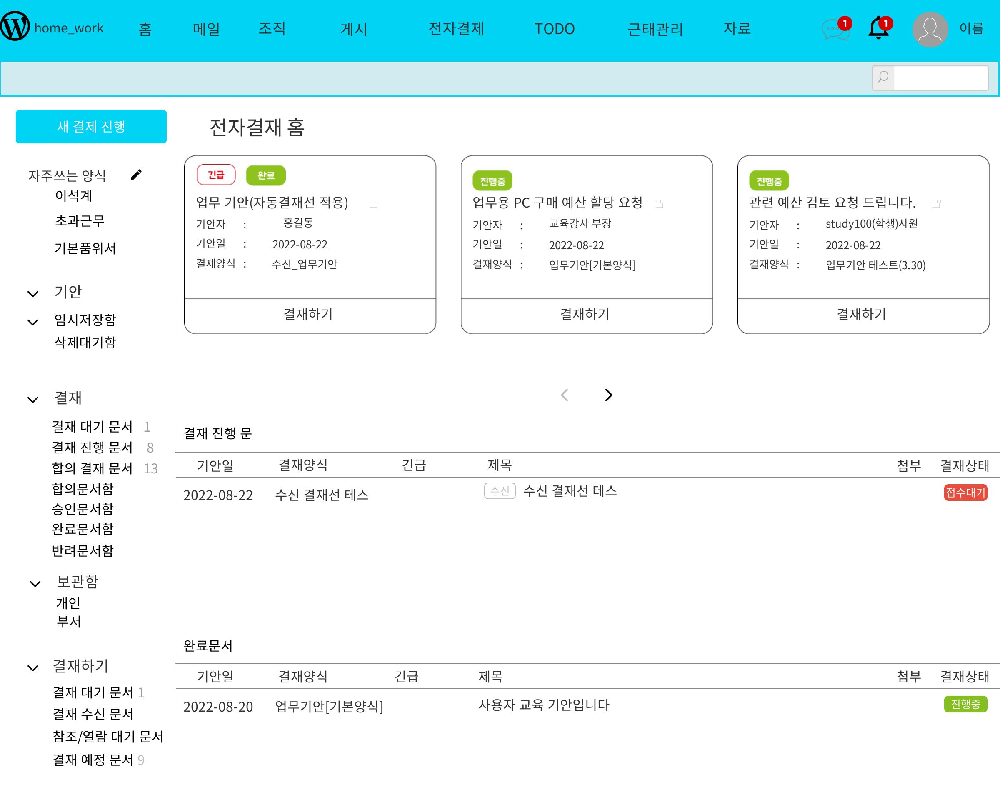 home_work 홈 메일 조직 게시 전자결제 TODO 근태관리 자료 1 1 이름
새 결제 진행
자주쓰는 양식
이석계
초과근무
기본품위서
기안
임시저장함
삭제대기함
결재
결재 대기 문서 1
결재 진행 문서 8
합의 결재 문서 13
합의문서함
승인문서함
완료문서함
반려문서함
보관함
개인
부서
결재하기
결재 대기 문서 1
결재 수신 문서
참조/열람 대기 문서
결재 예정 문서 9
전자결재 홈
긴급 완료
업무 기안(자동결재선 적용)
기안자 : 홍길동
기안일 : 2022-08-22
결재양식 : 수신_업무기안
결재하기
진행중
업무용 PC 구매 예산 할당 요청
기안자 : 교육강사 부장
기안일 : 2022-08-22
결재양식 : 업무기안[기본양식]
결재하기
진행중
관련 예산 검토 요청 드립니다.
기안자 : study100(학생)사원
기안일 : 2022-08-22
결재양식 : 업무기안 테스트(3.30)
결재하기
결재 진행 문
기안일 결재양식 긴급 제목 첨부 결재상태
2022-08-22 수신 결재선 테스 수신 수신 결재선 테스 접수대기
완료문서
기안일 결재양식 긴급 제목 첨부 결재상태
2022-08-20 업무기안[기본양식] 사용자 교육 기안입니다 진행중